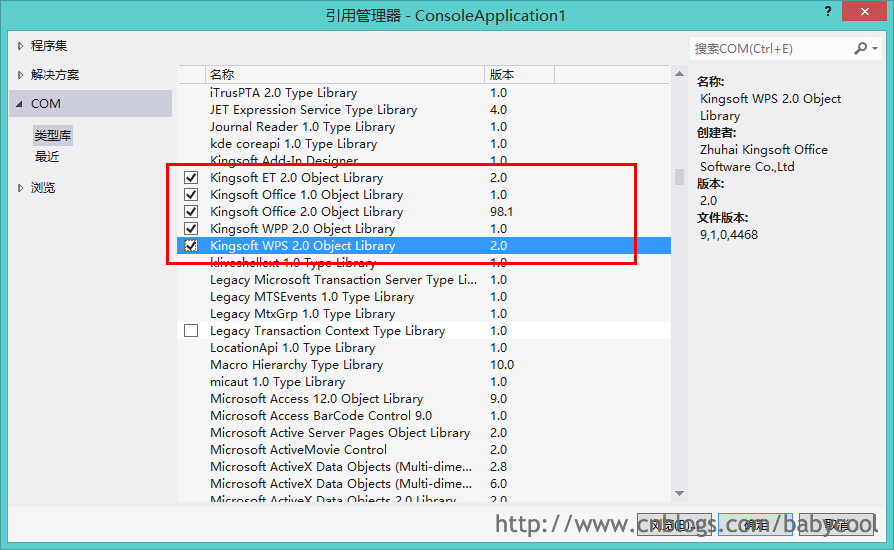 引用管理器 - ConsoleApplication1
?
程序集
解决方案
COM
类型库
最近
浏览
名称 版本
iTrusPTA 2.0 Type Library 1.0
JET Expression Service Type Library 4.0
Journal Reader 1.0 Type Library 1.0
kde coreapi 1.0 Type Library 1.0
Kingsoft Add-In Designer 1.0
Kingsoft ET 2.0 Object Library 2.0
Kingsoft Office 1.0 Object Library 1.0
Kingsoft Office 2.0 Object Library 98.1
Kingsoft WPP 2.0 Object Library 1.0
Kingsoft WPS 2.0 Object Library 2.0
kliveshellext 1.0 Type Library 1.0
Legacy Microsoft Transaction Server Type Li... 1.0
Legacy MTSEvents 1.0 Type Library 1.0
Legacy MtxGrp 1.0 Type Library 1.0
Legacy Transaction Context Type Library 1.0
LocationApi 1.0 Type Library 1.0
Macro Hierarchy Type Library 10.0
micaut 1.0 Type Library 1.0
Microsoft Access 12.0 Object Library 9.0
Microsoft Access BarCode Control 9.0 1.0
Microsoft Active Server Pages Object Library 2.0
Microsoft ActiveMovie Control 2.0
Microsoft ActiveX Data Objects (Multi-dime... 2.8
Microsoft ActiveX Data Objects (Multi-dime... 6.0
Microsoft ActiveX Data Objects 2.0 Library 2.0
搜索COM(Ctrl+E)
名称:
Kingsoft WPS 2.0 Object
Library
创建者:
Zhuhai Kingsoft Office
Software Co.,Ltd
版本:
2.0
文件版本:
9,1,0,4468
浏览(B)... 确定 取消
http://www.cnblogs.com/babycool